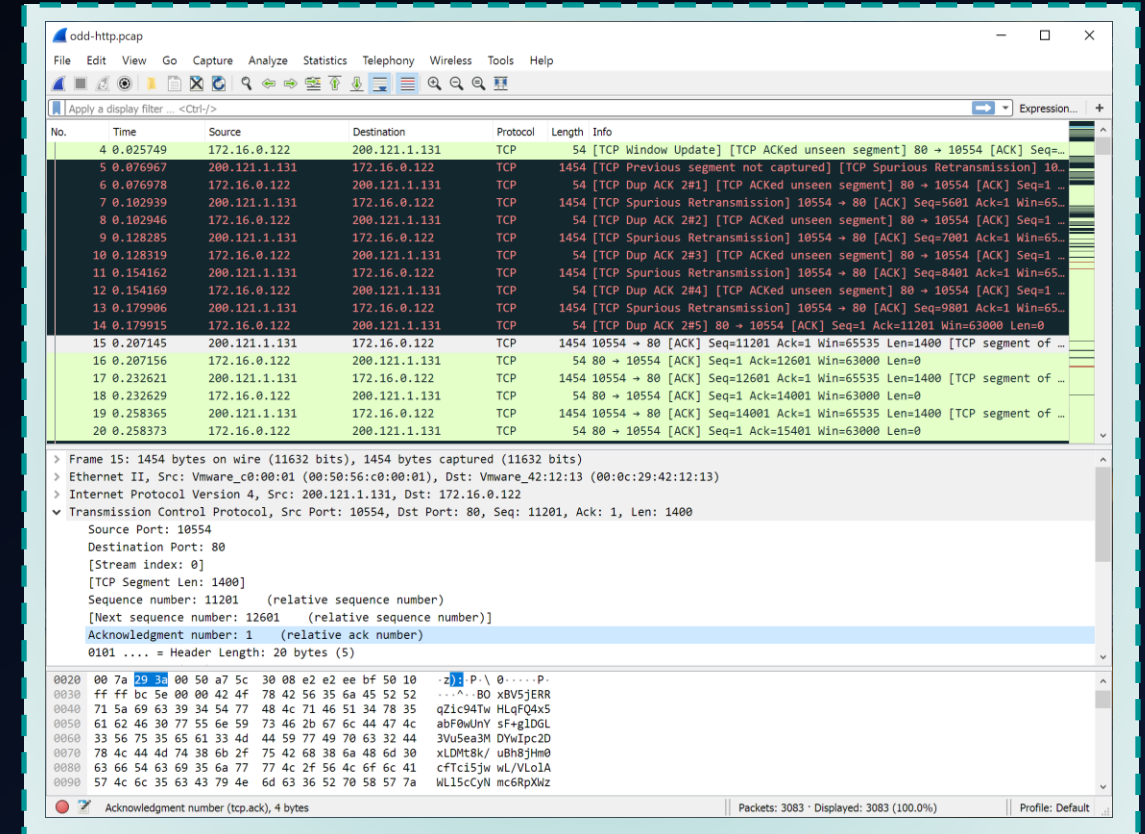 odd-http.pcap
File Edit View Go Capture Analyze Statistics Telephony Wireless Tools Help
Apply a display filter ... <Ctrl-/> Expression... +
No. Time Source Destination Protocol Length Info
4 0.025749 172.16.0.122 200.121.1.131 TCP 54 [TCP Window Update] [TCP ACKed unseen segment] 80 → 10554 [ACK] Seq=…
5 0.076967 200.121.1.131 172.16.0.122 TCP 1454 [TCP Previous segment not captured] [TCP Spurious Retransmission] 10…
6 0.076978 172.16.0.122 200.121.1.131 TCP 54 [TCP Dup ACK 2#1] [TCP ACKed unseen segment] 80 → 10554 [ACK] Seq=1 …
7 0.102939 200.121.1.131 172.16.0.122 TCP 1454 [TCP Spurious Retransmission] 10554 → 80 [ACK] Seq=5601 Ack=1 Win=65…
8 0.102946 172.16.0.122 200.121.1.131 TCP 54 [TCP Dup ACK 2#2] [TCP ACKed unseen segment] 80 → 10554 [ACK] Seq=1 …
9 0.128285 200.121.1.131 172.16.0.122 TCP 1454 [TCP Spurious Retransmission] 10554 → 80 [ACK] Seq=7001 Ack=1 Win=65…
10 0.128319 172.16.0.122 200.121.1.131 TCP 54 [TCP Dup ACK 2#3] [TCP ACKed unseen segment] 80 → 10554 [ACK] Seq=1 …
11 0.154162 200.121.1.131 172.16.0.122 TCP 1454 [TCP Spurious Retransmission] 10554 → 80 [ACK] Seq=8401 Ack=1 Win=65…
12 0.154169 172.16.0.122 200.121.1.131 TCP 54 [TCP Dup ACK 2#4] [TCP ACKed unseen segment] 80 → 10554 [ACK] Seq=1 …
13 0.179906 200.121.1.131 172.16.0.122 TCP 1454 [TCP Spurious Retransmission] 10554 → 80 [ACK] Seq=9801 Ack=1 Win=65…
14 0.179915 172.16.0.122 200.121.1.131 TCP 54 [TCP Dup ACK 2#5] 80 → 10554 [ACK] Seq=1 Ack=11201 Win=63000 Len=0
15 0.207145 200.121.1.131 172.16.0.122 TCP 1454 10554 → 80 [ACK] Seq=11201 Ack=1 Win=65535 Len=1400 [TCP segment of …
16 0.207156 172.16.0.122 200.121.1.131 TCP 54 80 → 10554 [ACK] Seq=1 Ack=12601 Win=63000 Len=0
17 0.232621 200.121.1.131 172.16.0.122 TCP 1454 10554 → 80 [ACK] Seq=12601 Ack=1 Win=65535 Len=1400 [TCP segment of …
18 0.232629 172.16.0.122 200.121.1.131 TCP 54 80 → 10554 [ACK] Seq=1 Ack=14001 Win=63000 Len=0
19 0.258365 200.121.1.131 172.16.0.122 TCP 1454 10554 → 80 [ACK] Seq=14001 Ack=1 Win=65535 Len=1400 [TCP segment of …
20 0.258373 172.16.0.122 200.121.1.131 TCP 54 80 → 10554 [ACK] Seq=1 Ack=15401 Win=63000 Len=0
Frame 15: 1454 bytes on wire (11632 bits), 1454 bytes captured (11632 bits)
Ethernet II, Src: Vmware_c0:00:01 (00:50:56:c0:00:01), Dst: Vmware_42:12:13 (00:0c:29:42:12:13)
Internet Protocol Version 4, Src: 200.121.1.131, Dst: 172.16.0.122
Transmission Control Protocol, Src Port: 10554, Dst Port: 80, Seq: 11201, Ack: 1, Len: 1400
Source Port: 10554
Destination Port: 80
[Stream index: 0]
[TCP Segment Len: 1400]
Sequence number: 11201 (relative sequence number)
[Next sequence number: 12601 (relative sequence number)]
Acknowledgment number: 1 (relative ack number)
0101 .... = Header Length: 20 bytes (5)
0020 00 7a 29 3a 00 50 a7 5c 30 08 e2 e2 ee bf 50 10 ·z):·P·\ 0·····P·
0030 ff ff bc 5e 00 00 42 4f 78 42 56 35 6a 45 52 52 ···^··BO xBV5jERR
0040 71 5a 69 63 39 34 54 77 48 4c 71 46 51 34 78 35 qZic94Tw HLqFQ4x5
0050 61 62 46 30 77 55 6e 59 73 46 2b 67 6c 44 47 4c abF0wUnY sF+glDGL
0060 33 56 75 35 65 61 33 4d 44 59 77 49 70 63 32 44 3Vu5ea3M DYwIpc2D
0070 78 4c 44 4d 74 38 6b 2f 75 42 68 38 6a 48 6d 30 xLDMt8k/ uBh8jHm0
0080 63 66 54 63 69 35 6a 77 77 4c 2f 56 4c 6f 6c 41 cfTci5jw wL/VLolA
0090 57 4c 6c 35 63 43 79 4e 6d 63 36 52 70 58 57 7a WLl5cCyN mc6RpXWz
Acknowledgment number (tcp.ack), 4 bytes Packets: 3083 · Displayed: 3083 (100.0%) Profile: Default